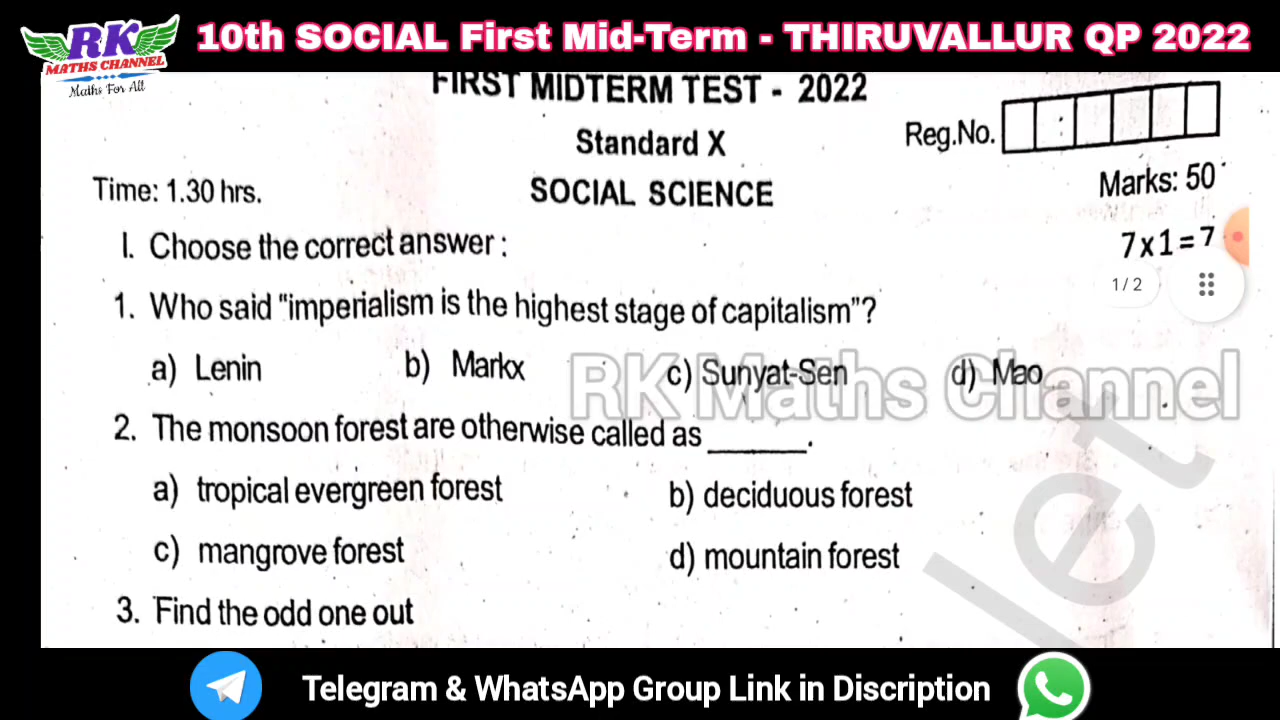 10th SOCIAL First Mid-Term - THIRUVALLUR QP 2022
RK
MATHS CHANNEL
Maths For All
FIRST MIDTERM TEST - 2022
Standard X
Reg.No.
Time: 1.30 hrs.
SOCIAL SCIENCE
Marks: 50
I. Choose the correct answer :
7x1=7
1 / 2
1. Who said "imperialism is the highest stage of capitalism"?
a) Lenin b) Markx c) Sunyat-Sen d) Mao
RK Maths Channel
2. The monsoon forest are otherwise called as ______.
a) tropical evergreen forest b) deciduous forest
c) mangrove forest d) mountain forest
3. Find the odd one out
let
Telegram & WhatsApp Group Link in Discription